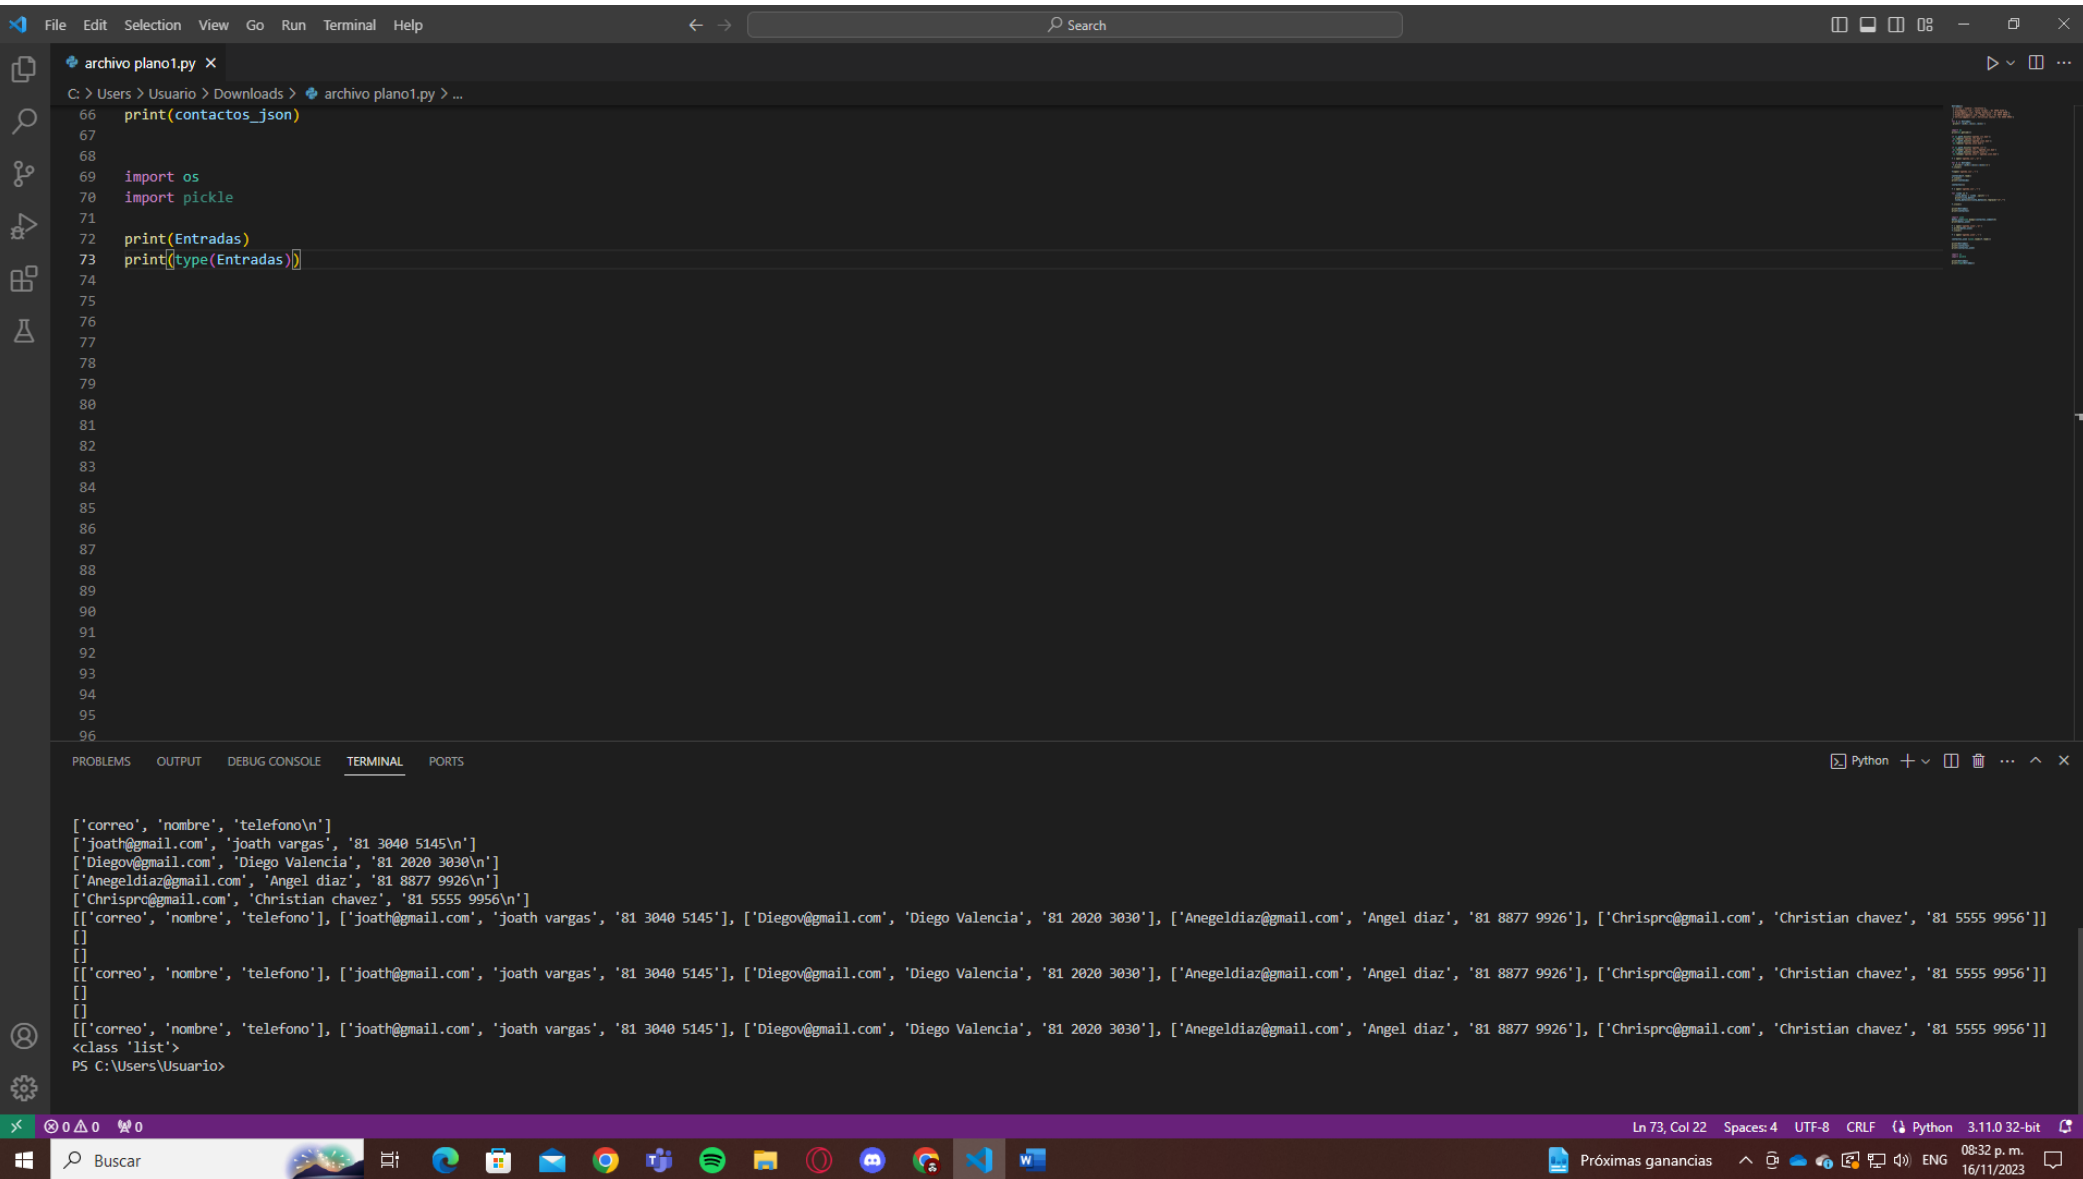 File Edit Selection View Go Run Terminal Help
Search
archivo plano1.py
C: > Users > Usuario > Downloads > archivo plano1.py > ...
66 print(contactos_json)
67
68
69 import os
70 import pickle
71
72 print(Entradas)
73 print(type(Entradas))
74
75
76
77
78
79
80
81
82
83
84
85
86
87
88
89
90
91
92
93
94
95
96
PROBLEMS OUTPUT DEBUG CONSOLE TERMINAL PORTS
Python
['correo', 'nombre', 'telefono\n']
['joath@gmail.com', 'joath vargas', '81 3040 5145\n']
['Diegov@gmail.com', 'Diego Valencia', '81 2020 3030\n']
['Anegeldiaz@gmail.com', 'Angel diaz', '81 8877 9926\n']
['Chrispro@gmail.com', 'Christian chavez', '81 5555 9956\n']
[['correo', 'nombre', 'telefono'], ['joath@gmail.com', 'joath vargas', '81 3040 5145'], ['Diegov@gmail.com', 'Diego Valencia', '81 2020 3030'], ['Anegeldiaz@gmail.com', 'Angel diaz', '81 8877 9926'], ['Chrispro@gmail.com', 'Christian chavez', '81 5555 9956']]
[]
[]
[['correo', 'nombre', 'telefono'], ['joath@gmail.com', 'joath vargas', '81 3040 5145'], ['Diegov@gmail.com', 'Diego Valencia', '81 2020 3030'], ['Anegeldiaz@gmail.com', 'Angel diaz', '81 8877 9926'], ['Chrispro@gmail.com', 'Christian chavez', '81 5555 9956']]
[]
[]
[['correo', 'nombre', 'telefono'], ['joath@gmail.com', 'joath vargas', '81 3040 5145'], ['Diegov@gmail.com', 'Diego Valencia', '81 2020 3030'], ['Anegeldiaz@gmail.com', 'Angel diaz', '81 8877 9926'], ['Chrispro@gmail.com', 'Christian chavez', '81 5555 9956']]
<class 'list'>
PS C:\Users\Usuario>
0 0 0 Ln 73, Col 22 Spaces: 4 UTF-8 CRLF Python 3.11.0 32-bit
Buscar
Próximas ganancias ENG 08:32 p. m.
16/11/2023